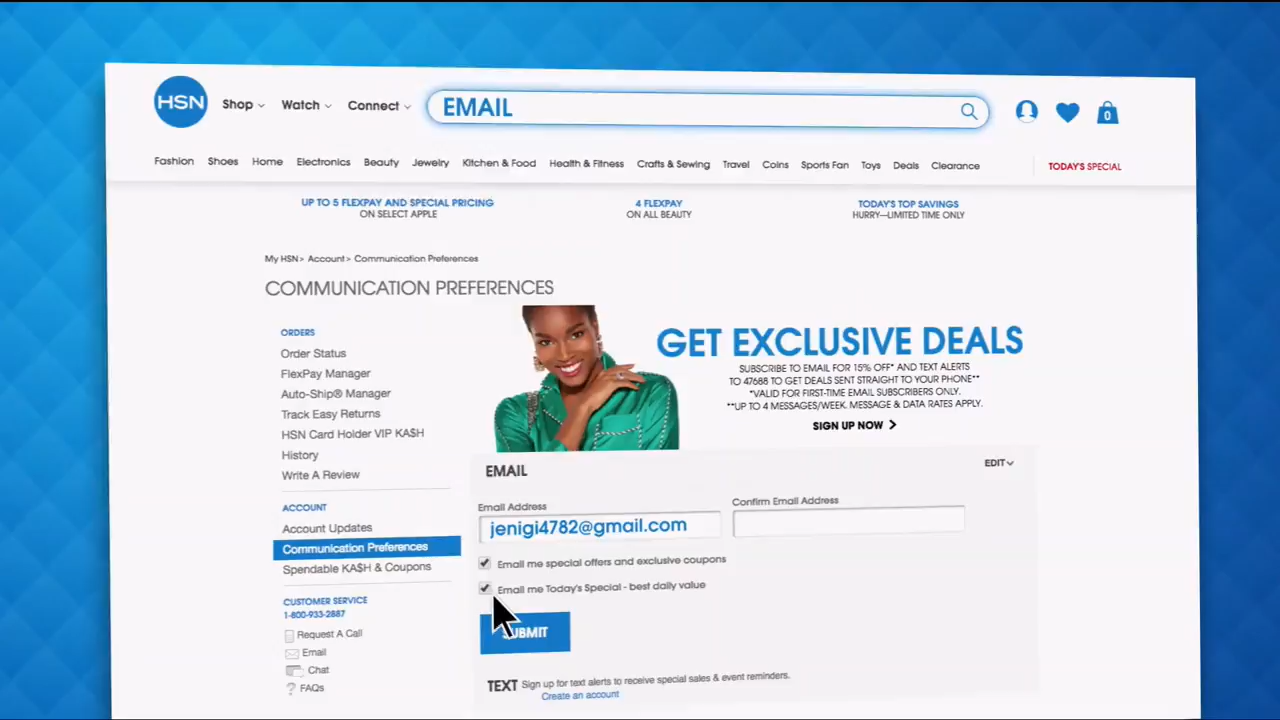 HSN
Shop
Watch
Connect
EMAIL
0
Fashion
Shoes
Home
Electronics
Beauty
Jewelry
Kitchen & Food
Health & Fitness
Crafts & Sewing
Travel
Coins
Sports Fan
Toys
Deals
Clearance
TODAY'S SPECIAL
UP TO 5 FLEXPAY AND SPECIAL PRICING
ON SELECT APPLE
4 FLEXPAY
ON ALL BEAUTY
TODAY'S TOP SAVINGS
HURRY—LIMITED TIME ONLY
My HSN> Account> Communication Preferences
COMMUNICATION PREFERENCES
ORDERS
Order Status
FlexPay Manager
Auto-Ship® Manager
Track Easy Returns
HSN Card Holder VIP KA$H
History
Write A Review
ACCOUNT
Account Updates
Communication Preferences
Spendable KA$H & Coupons
CUSTOMER SERVICE
1-800-933-2887
Request A Call
Email
Chat
? FAQs
GET EXCLUSIVE DEALS
SUBSCRIBE TO EMAIL FOR 15% OFF* AND TEXT ALERTS
TO 47688 TO GET DEALS SENT STRAIGHT TO YOUR PHONE**
*VALID FOR FIRST-TIME EMAIL SUBSCRIBERS ONLY.
**UP TO 4 MESSAGES/WEEK. MESSAGE & DATA RATES APPLY.
SIGN UP NOW >
EMAIL
EDIT
Email Address
Confirm Email Address
jenigi4782@gmail.com
Email me special offers and exclusive coupons
Email me Today's Special - best daily value
SUBMIT
TEXT Sign up for text alerts to receive special sales & event reminders.
Create an account